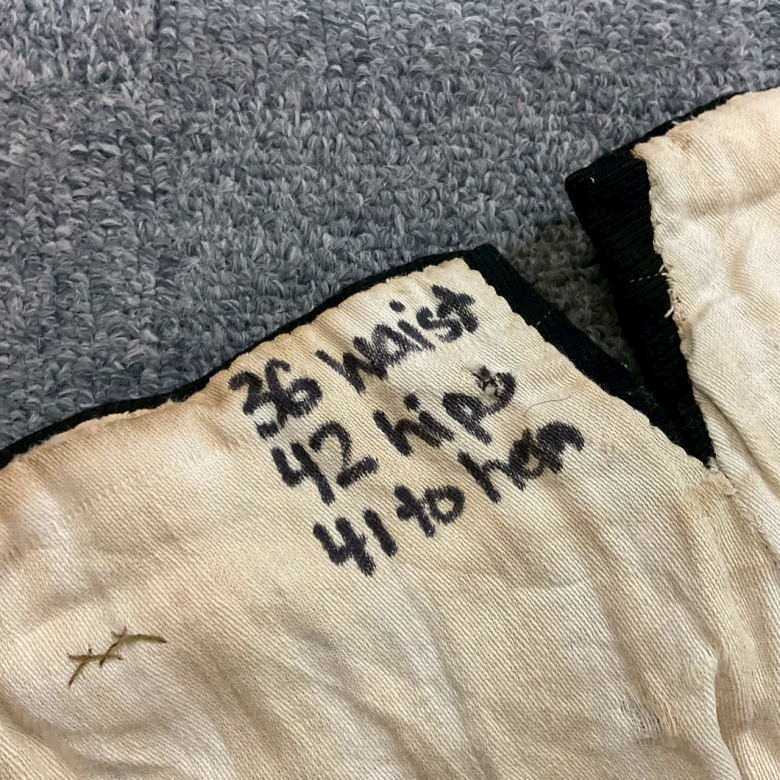 36 waist
42 hips
41 to hem